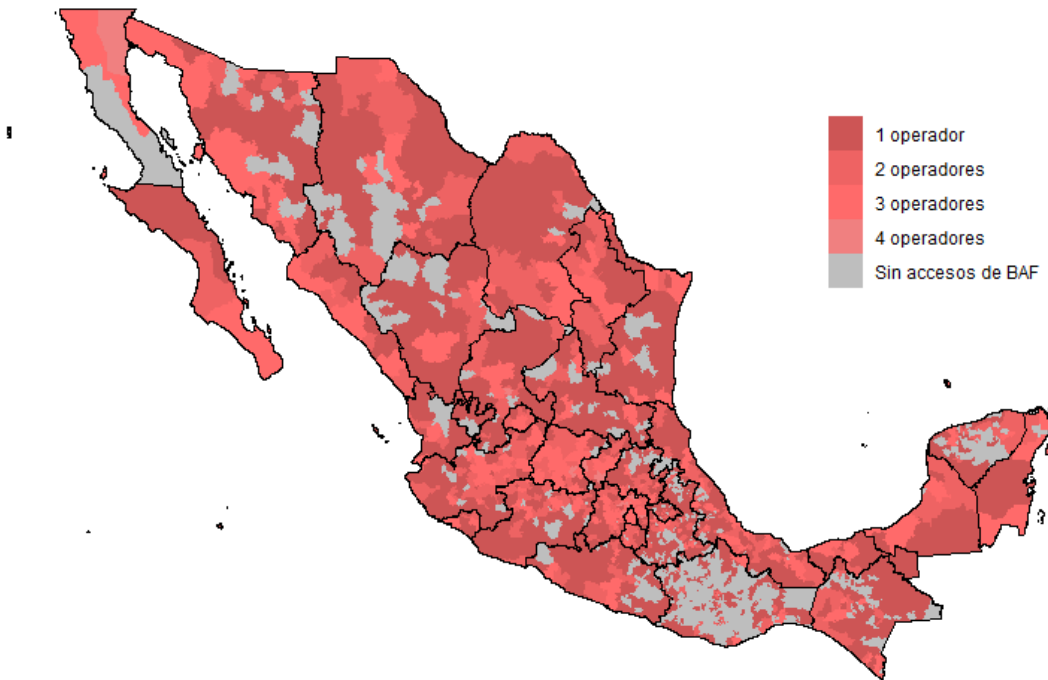 1 operador
2 operadores
3 operadores
4 operadores
Sin accesos de BAF